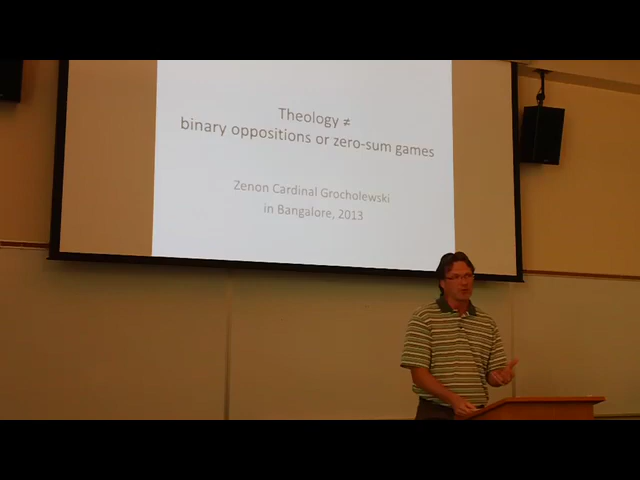 Theology ≠
binary oppositions or zero-sum games
Zenon Cardinal Grocholewski
in Bangalore, 2013